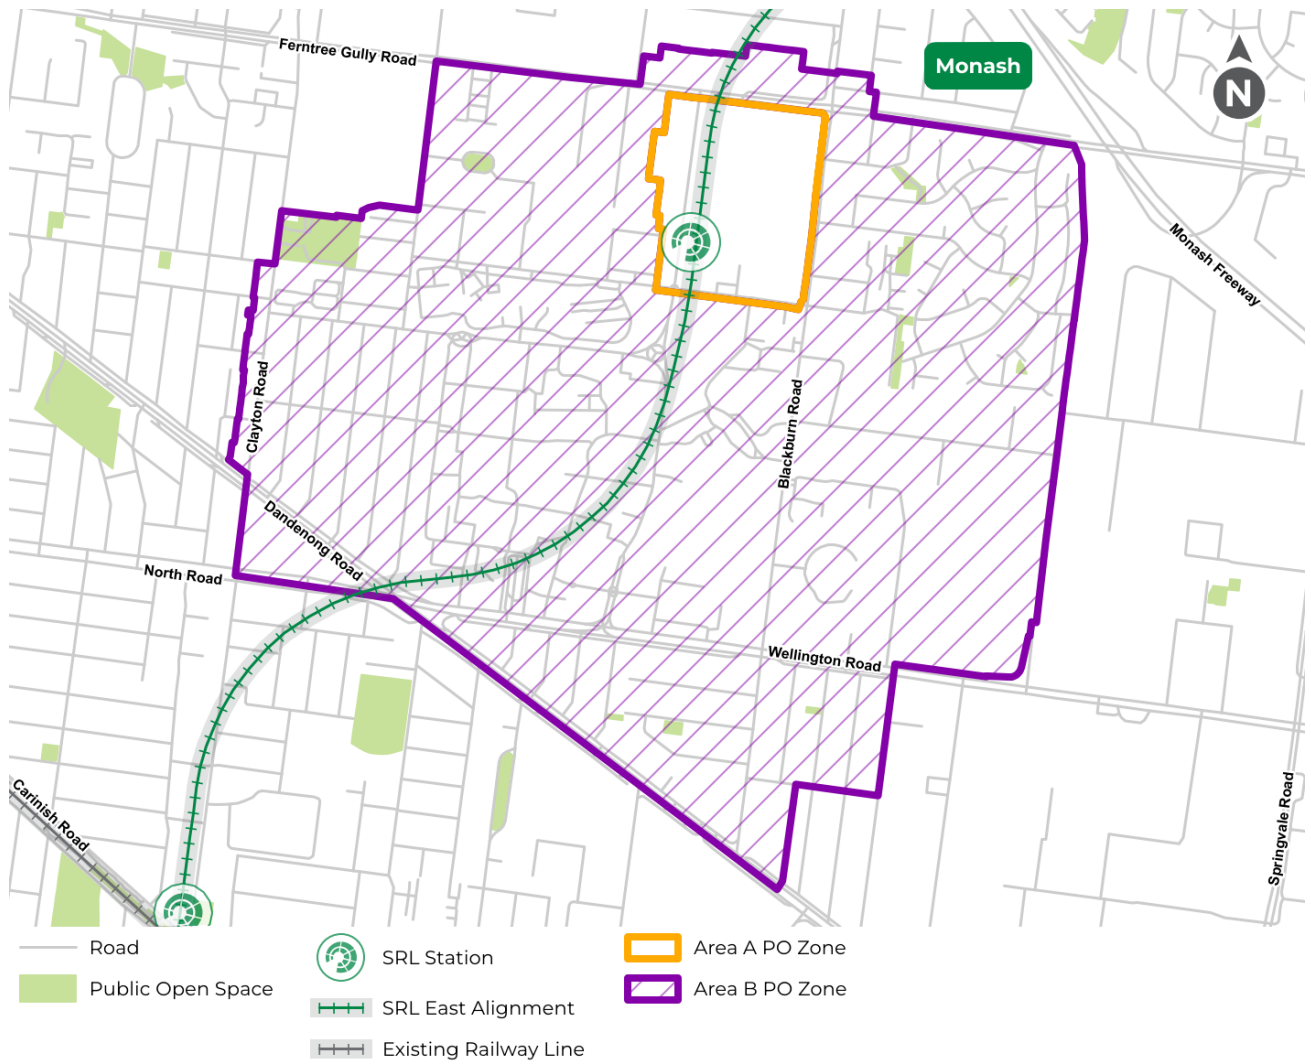 Ferntree Gully Road
Monash
N
Monash Freeway
Clayton Road
Blackburn Road
Dandenong Road
North Road
Wellington Road
Carinish Road
Springvale Road
Road
Public Open Space
SRL Station
SRL East Alignment
Existing Railway Line
Area A PO Zone
Area B PO Zone